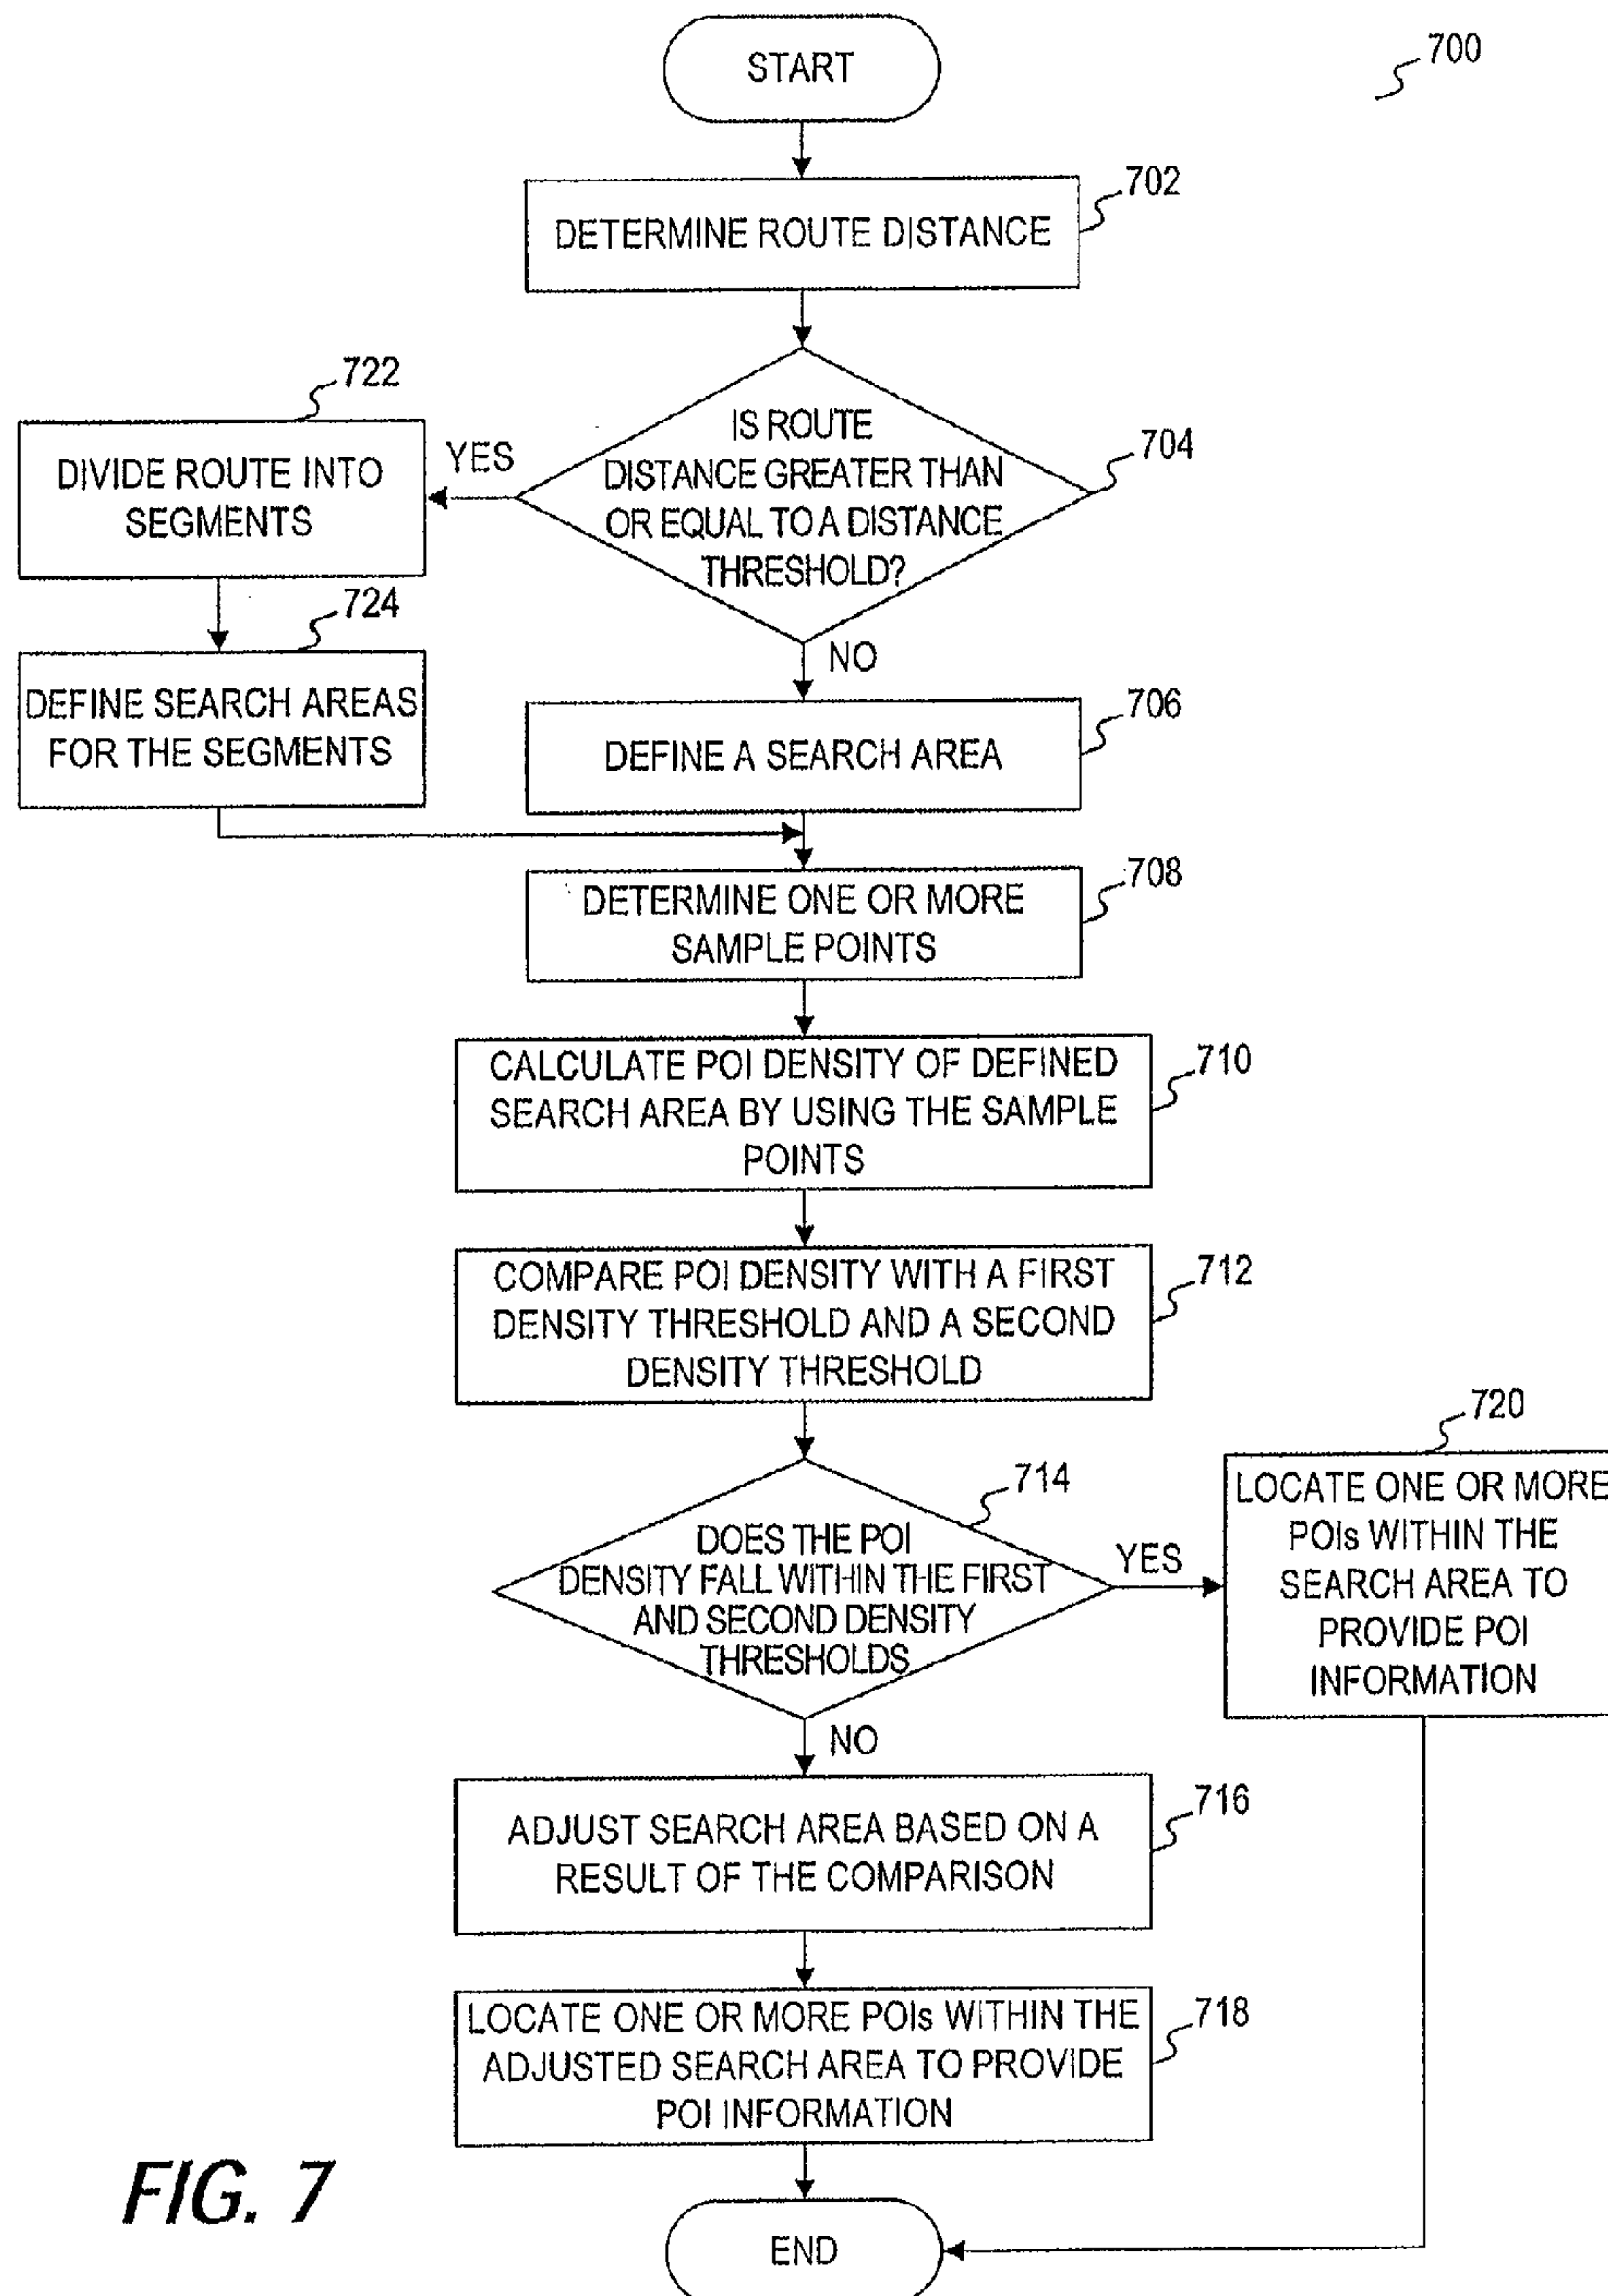 START
700
702
DETERMINE ROUTE DISTANCE
722
DIVIDE ROUTE INTO
SEGMENTS
YES
IS ROUTE
DISTANCE GREATER THAN
OR EQUAL TO A DISTANCE
THRESHOLD?
704
724
NO
DEFINE SEARCH AREAS
FOR THE SEGMENTS
706
DEFINE A SEARCH AREA
708
DETERMINE ONE OR MORE
SAMPLE POINTS
710
CALCULATE POI DENSITY OF DEFINED
SEARCH AREA BY USING THE SAMPLE
POINTS
712
COMPARE POI DENSITY WITH A FIRST
DENSITY THRESHOLD AND A SECOND
DENSITY THRESHOLD
714
DOES THE POI
DENSITY FALL WITHIN THE FIRST
AND SECOND DENSITY
THRESHOLDS
YES
720
LOCATE ONE OR MORE
POIs WITHIN THE
SEARCH AREA TO
PROVIDE POI
INFORMATION
NO
716
ADJUST SEARCH AREA BASED ON A
RESULT OF THE COMPARISON
718
LOCATE ONE OR MORE POIs WITHIN THE
ADJUSTED SEARCH AREA TO PROVIDE
POI INFORMATION
FIG. 7
END